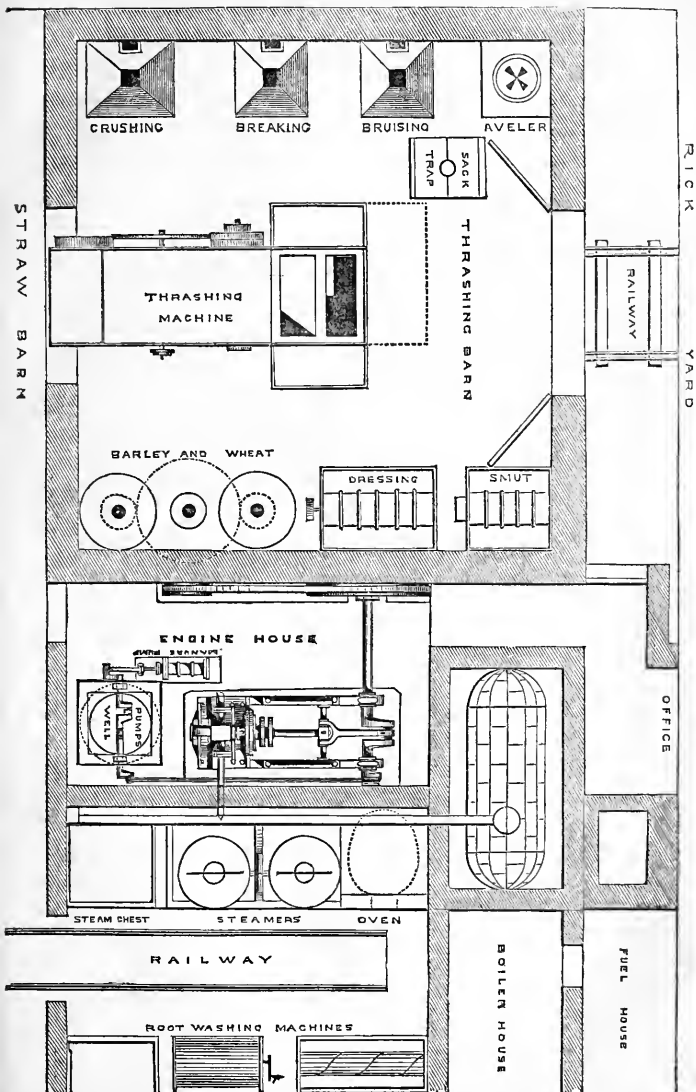 CRUSHING
BREAKING
BRUISING
AVELER
SACK
TRAP
RICK YARD
RAILWAY
STRAW BARN
THRASHING BARN
THRASHING
MACHINE
BARLEY AND WHEAT
DRESSING
SMUT
ENGINE HOUSE
MANURE PUMP
PUMPS
WELL
OFFICE
STEAM CHEST
STEAMERS
OVEN
RAILWAY
BOILER HOUSE
FUEL HOUSE
ROOT WASHING MACHINES